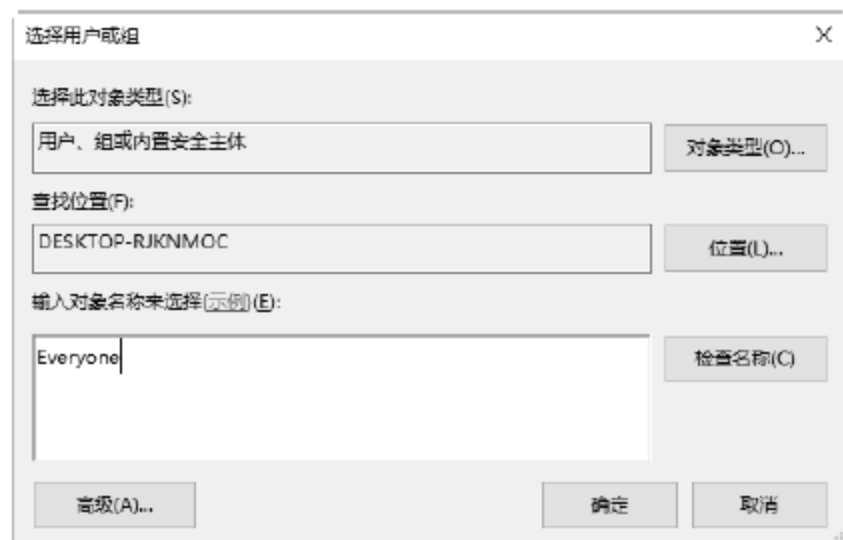 选择用户或组
选择此对象类型(S):
用户、组或内置安全主体
对象类型(O)...
查找位置(F):
DESKTOP-RJKNMOC
位置(L)...
输入对象名称来选择(示例)(E):
Everyone
检查名称(C)
高级(A)...
确定
取消